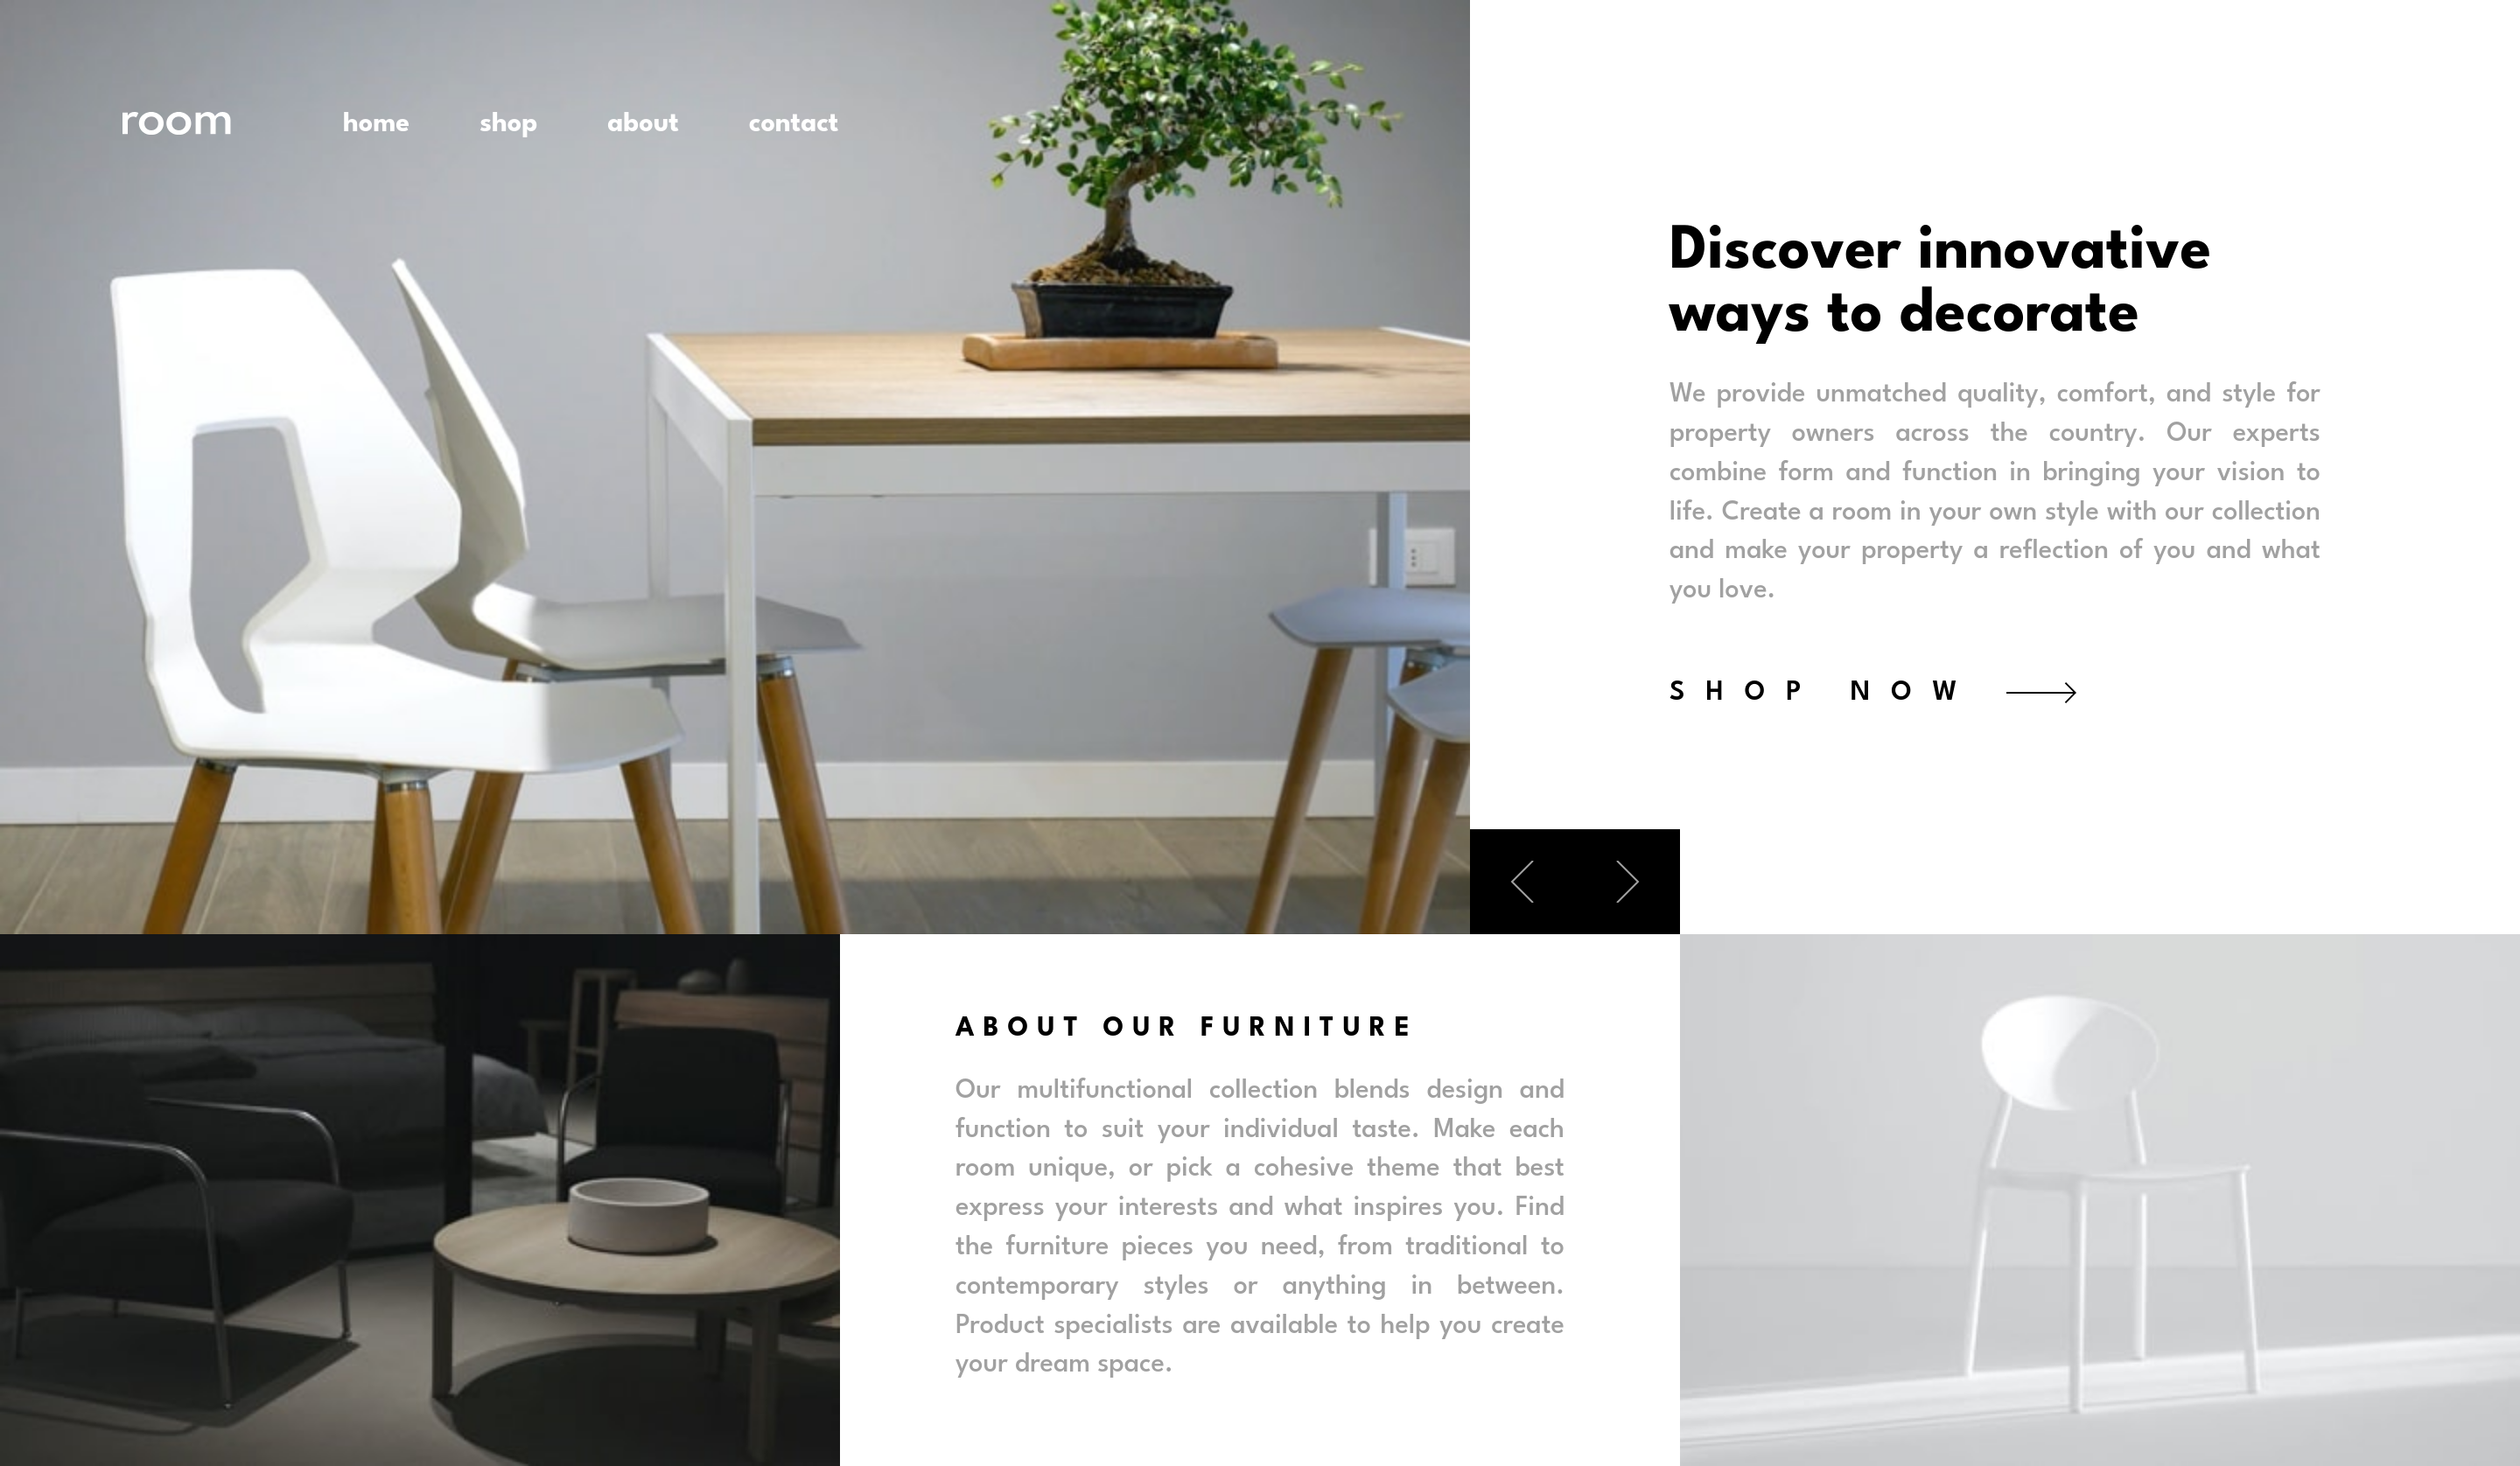 room
home shop about contact
Discover innovative
ways to decorate
We provide unmatched quality, comfort, and style for
property owners across the country. Our experts
combine form and function in bringing your vision to
life. Create a room in your own style with our collection
and make your property a reflection of you and what
you love.
SHOP NOW
ABOUT OUR FURNITURE
Our multifunctional collection blends design and
function to suit your individual taste. Make each
room unique, or pick a cohesive theme that best
express your interests and what inspires you. Find
the furniture pieces you need, from traditional to
contemporary styles or anything in between.
Product specialists are available to help you create
your dream space.